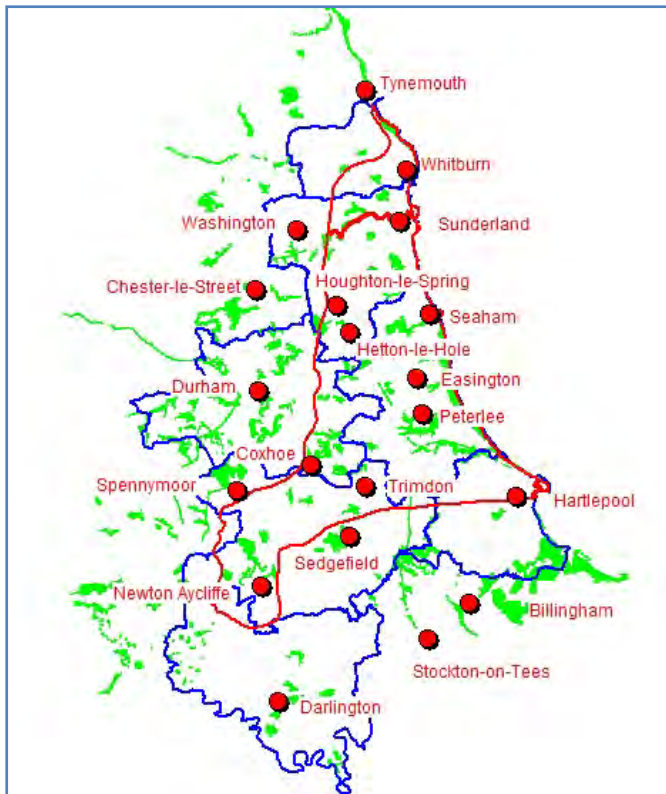 Tynemouth
Whitburn
Washington
Sunderland
Houghton-le-Spring
Chester-le-Street
Seaham
Hetton-le-Hole
Easington
Durham
Peterlee
Coxhoe
Spennymoor
Trimdon
Hartlepool
Sedgefield
Newton Aycliffe
Billingham
Stockton-on-Tees
Darlington